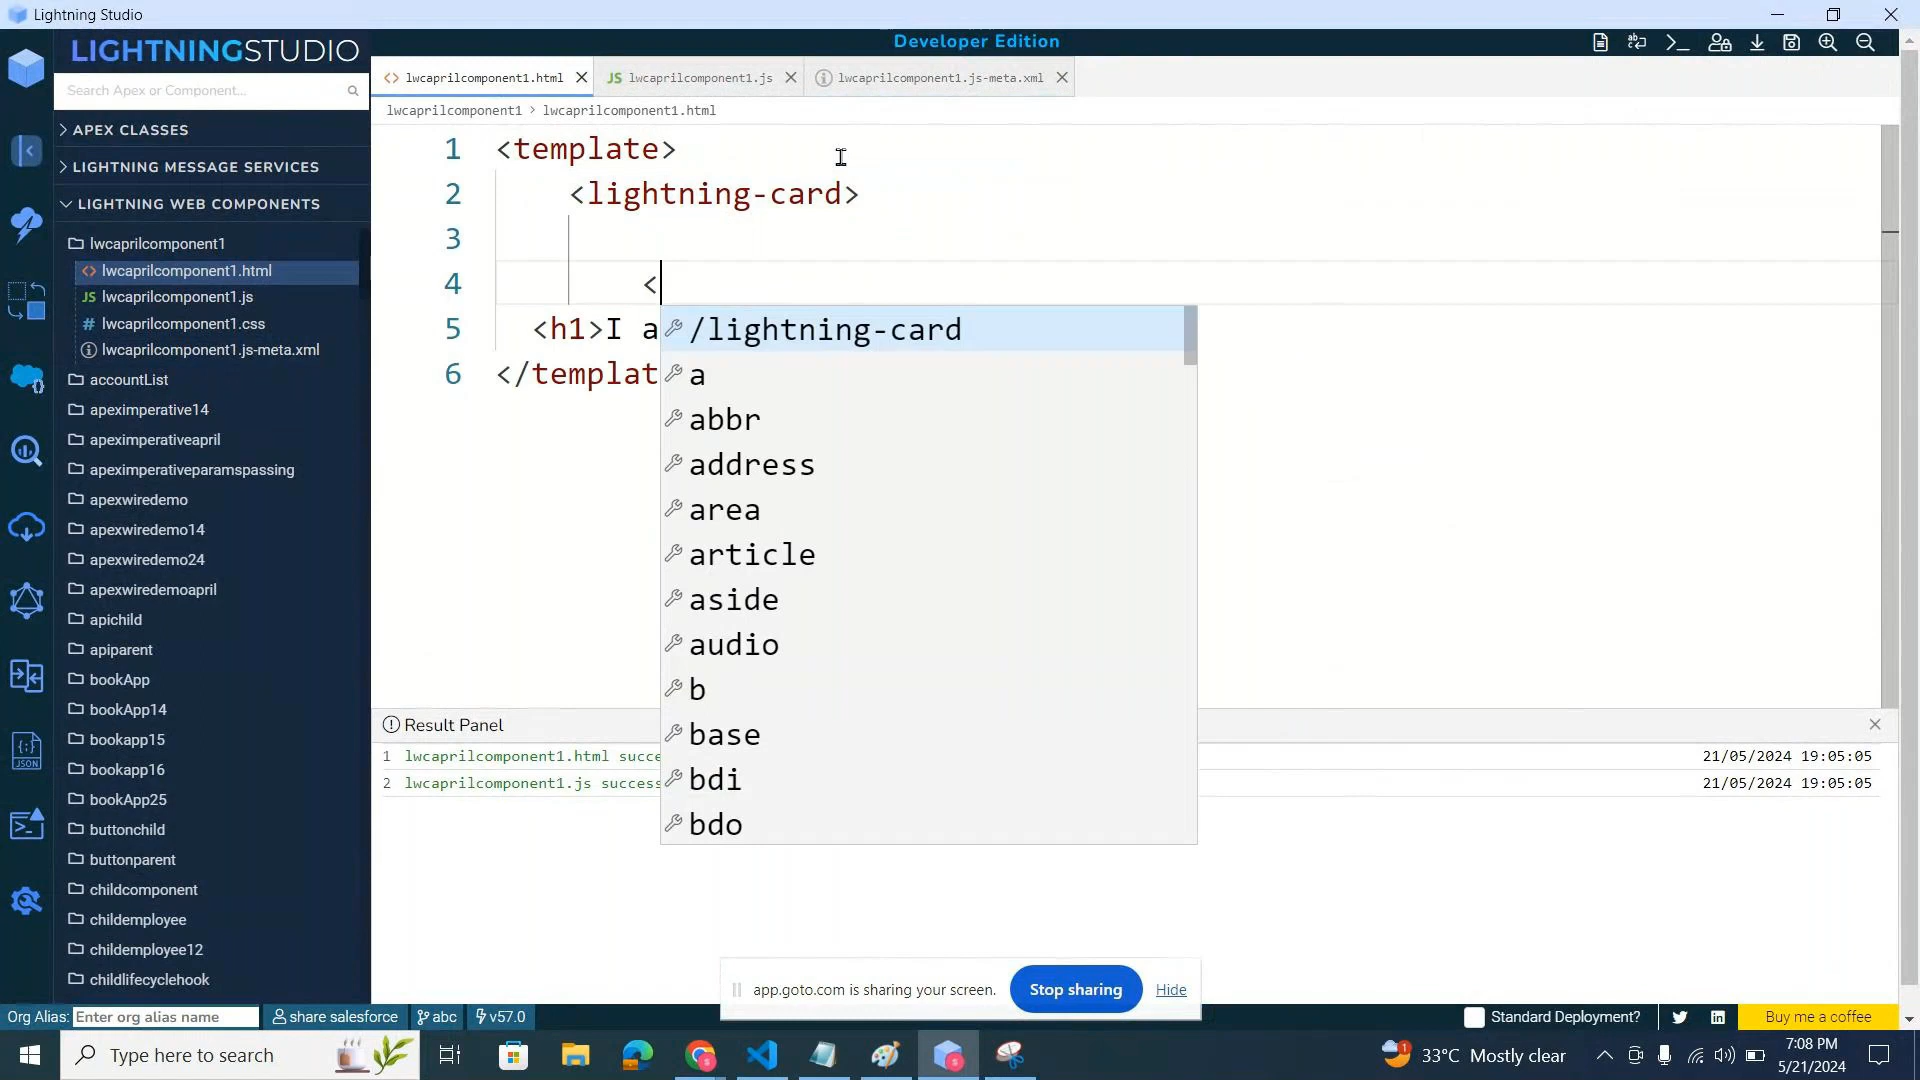 Lightning Studio
LIGHTNINGSTUDIO
Developer Edition
Search Apex or Component...
APEX CLASSES
LIGHTNING MESSAGE SERVICES
LIGHTNING WEB COMPONENTS
lwcaprilcomponent1
lwcaprilcomponent1.html
lwcaprilcomponent1.js
lwcaprilcomponent1.css
lwcaprilcomponent1.js-meta.xml
accountList
apeximperative14
apeximperativeapril
apeximperativeparamspassing
apexwiredemo
apexwiredemo14
apexwiredemo24
apexwiredemoapril
apichild
apiparent
bookApp
bookApp14
bookapp15
bookapp16
bookApp25
buttonchild
buttonparent
childcomponent
childemployee
childemployee12
childlifecyclehook
<> lwcaprilcomponent1.html JS lwcaprilcomponent1.js lwcaprilcomponent1.js-meta.xml
lwcaprilcomponent1 > lwcaprilcomponent1.html
1 <template>
2 <lightning-card>
3
4 <
5 <h1>I a
6 </templat
/lightning-card
a
abbr
address
area
article
aside
audio
b
base
bdi
bdo
Result Panel
1 lwcaprilcomponent1.html succe 21/05/2024 19:05:05
2 lwcaprilcomponent1.js success 21/05/2024 19:05:05
app.goto.com is sharing your screen. Stop sharing Hide
Org Alias: Enter org alias name share salesforce abc v57.0 Standard Deployment? Buy me a coffee
Type here to search 33°C Mostly clear 7:08 PM
5/21/2024